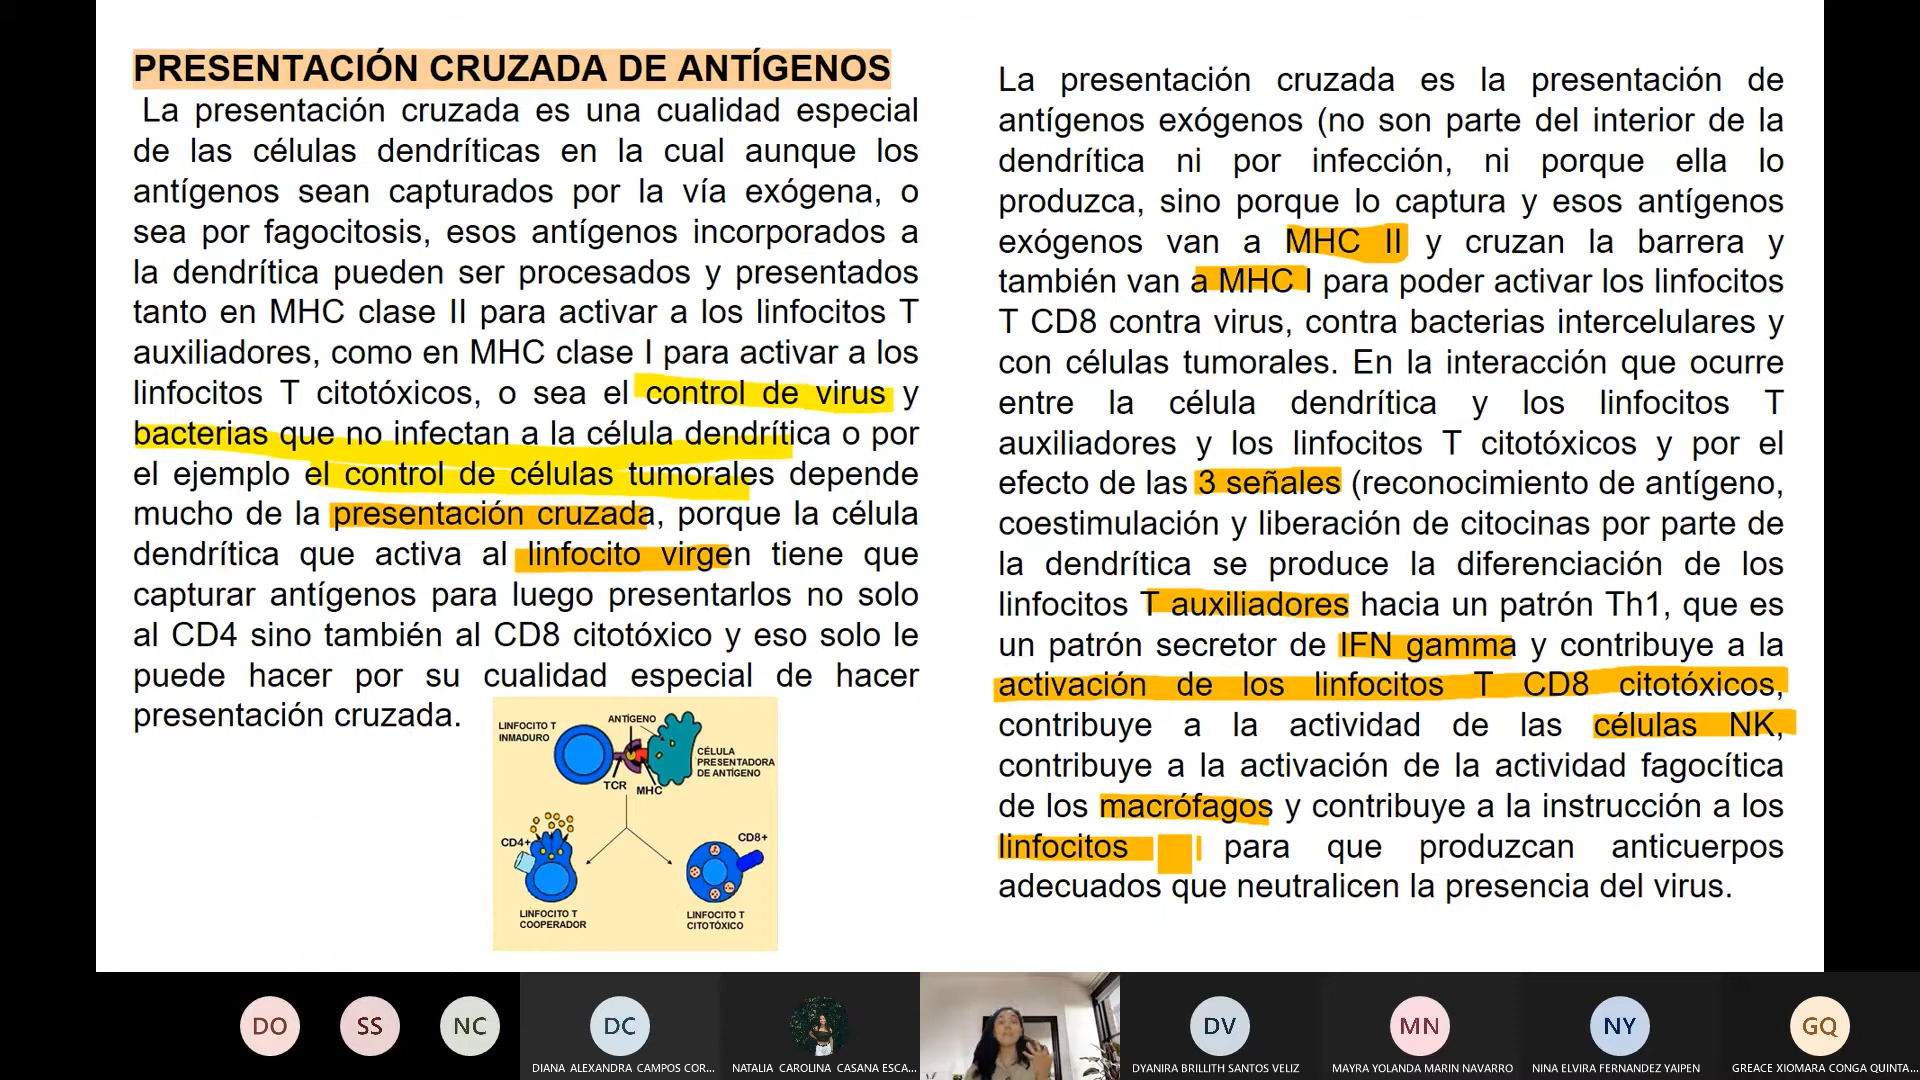 PRESENTACIÓN CRUZADA DE ANTÍGENOS
La presentación cruzada es una cualidad especial
de las células dendríticas en la cual aunque los
antígenos sean capturados por la vía exógena, o
sea por fagocitosis, esos antígenos incorporados a
la dendrítica pueden ser procesados y presentados
tanto en MHC clase II para activar a los linfocitos T
auxiliadores, como en MHC clase I para activar a los
linfocitos T citotóxicos, o sea el control de virus y
bacterias que no infectan a la célula dendrítica o por
el ejemplo el control de células tumorales depende
mucho de la presentación cruzada, porque la célula
dendrítica que activa al linfocito virgen tiene que
capturar antígenos para luego presentarlos no solo
al CD4 sino también al CD8 citotóxico y eso solo le
puede hacer por su cualidad especial de hacer
presentación cruzada.
LINFOCITO T
INMADURO
ANTÍGENO
CÉLULA
PRESENTADORA
DE ANTÍGENO
TCR
MHC
CD4+
CD8+
LINFOCITO T
COOPERADOR
LINFOCITO T
CITOTÓXICO
La presentación cruzada es la presentación de
antígenos exógenos (no son parte del interior de la
dendrítica ni por infección, ni porque ella lo
produzca, sino porque lo captura y esos antígenos
exógenos van a MHC II y cruzan la barrera y
también van a MHC I para poder activar los linfocitos
T CD8 contra virus, contra bacterias intercelulares y
con células tumorales. En la interacción que ocurre
entre la célula dendrítica y los linfocitos T
auxiliadores y los linfocitos T citotóxicos y por el
efecto de las 3 señales (reconocimiento de antígeno,
coestimulación y liberación de citocinas por parte de
la dendrítica se produce la diferenciación de los
linfocitos T auxiliadores hacia un patrón Th1, que es
un patrón secretor de IFN gamma y contribuye a la
activación de los linfocitos T CD8 citotóxicos,
contribuye a la actividad de las células NK,
contribuye a la activación de la actividad fagocítica
de los macrófagos y contribuye a la instrucción a los
linfocitos para que produzcan anticuerpos
adecuados que neutralicen la presencia del virus.
DO
SS
NC
DC
DV
MN
NY
GQ
DIANA ALEXANDRA CAMPOS COR...
NATALIA CAROLINA CASANA ESCA...
DYANIRA BRILLITH SANTOS VELIZ
MAYRA YOLANDA MARIN NAVARRO
NINA ELVIRA FERNANDEZ YAIPEN
GREACE XIOMARA CONGA QUINTA...